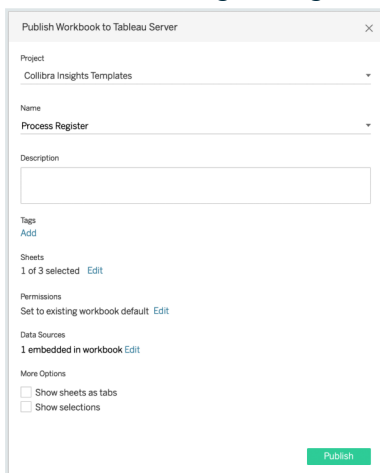 Publish Workbook to Tableau Server
Project
Collibra Insights Templates
Name
Process Register
Description
Tags
Add
Sheets
1 of 3 selected Edit
Permissions
Set to existing workbook default Edit
Data Sources
1 embedded in workbook Edit
More Options
Show sheets as tabs
Show selections
Publish